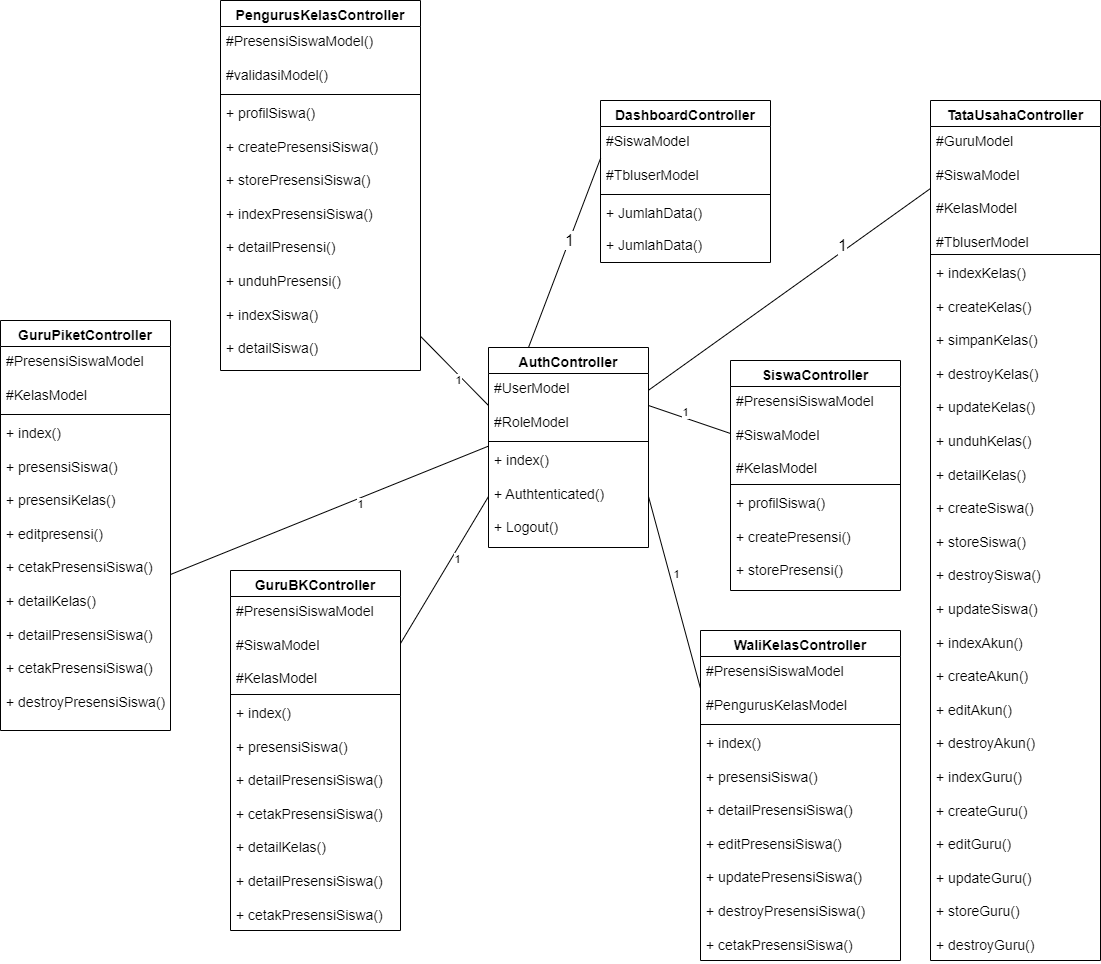 PengurusKelasController
#PresensiSiswaModel()
#validasiModel()
+ profilSiswa()
+ createPresensiSiswa()
+ storePresensiSiswa()
+ indexPresensiSiswa()
+ detailPresensi()
+ unduhPresensi()
+ indexSiswa()
+ detailSiswa()
DashboardController
#SiswaModel
#TbluserModel
+ JumlahData()
+ JumlahData()
TataUsahaController
#GuruModel
#SiswaModel
#KelasModel
#TbluserModel
+ indexKelas()
+ createKelas()
+ simpanKelas()
+ destroyKelas()
+ updateKelas()
+ unduhKelas()
+ detailKelas()
+ createSiswa()
+ storeSiswa()
+ destroySiswa()
+ updateSiswa()
+ indexAkun()
+ createAkun()
+ editAkun()
+ destroyAkun()
+ indexGuru()
+ createGuru()
+ editGuru()
+ updateGuru()
+ storeGuru()
+ destroyGuru()
GuruPiketController
#PresensiSiswaModel
#KelasModel
+ index()
+ presensiSiswa()
+ presensiKelas()
+ editpresensi()
+ cetakPresensiSiswa()
+ detailKelas()
+ detailPresensiSiswa()
+ cetakPresensiSiswa()
+ destroyPresensiSiswa()
AuthController
#UserModel
#RoleModel
+ index()
+ Authtenticated()
+ Logout()
SiswaController
#PresensiSiswaModel
#SiswaModel
#KelasModel
+ profilSiswa()
+ createPresensi()
+ storePresensi()
GuruBKController
#PresensiSiswaModel
#SiswaModel
#KelasModel
+ index()
+ presensiSiswa()
+ detailPresensiSiswa()
+ cetakPresensiSiswa()
+ detailKelas()
+ detailPresensiSiswa()
+ cetakPresensiSiswa()
WaliKelasController
#PresensiSiswaModel
#PengurusKelasModel
+ index()
+ presensiSiswa()
+ detailPresensiSiswa()
+ editPresensiSiswa()
+ updatePresensiSiswa()
+ destroyPresensiSiswa()
+ cetakPresensiSiswa()
1
1
1
1
1
1
1